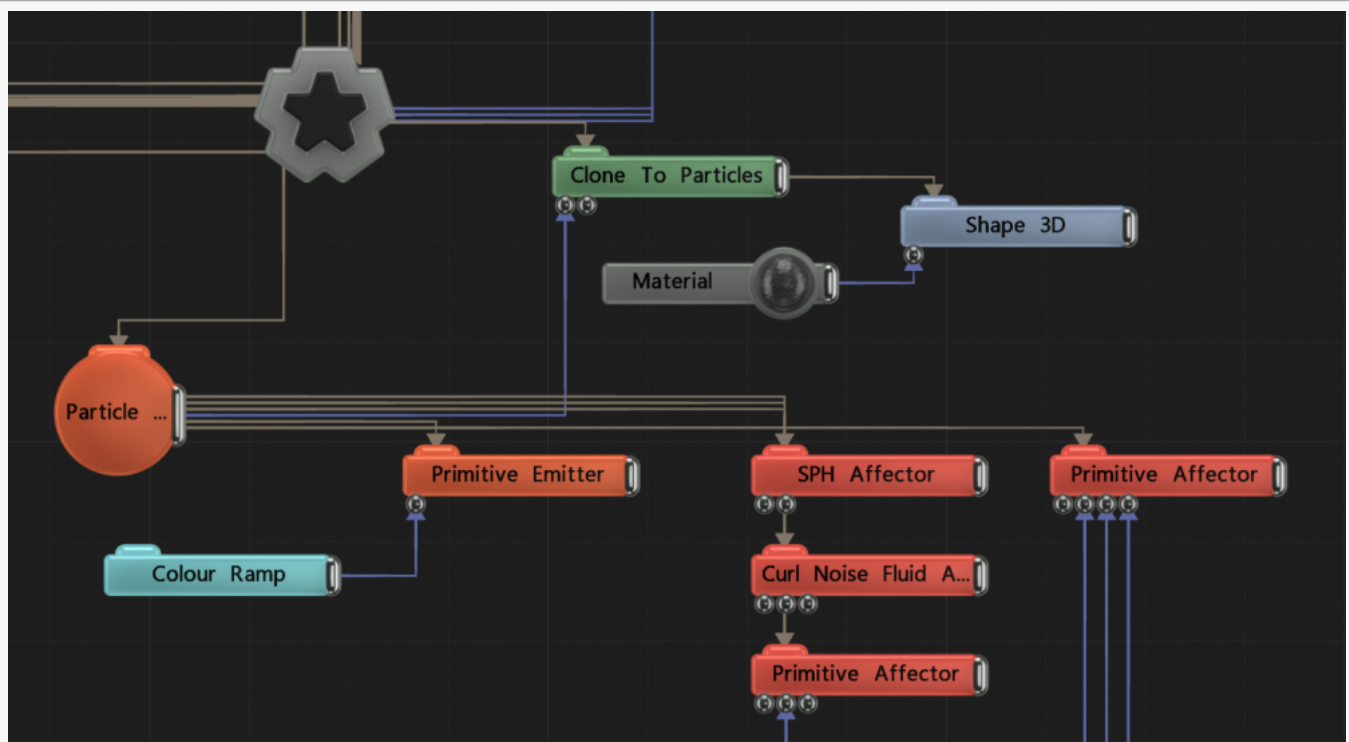 Clone To Particles
Shape 3D
Material
Particle ...
Primitive Emitter
SPH Affector
Primitive Affector
Colour Ramp
Curl Noise Fluid A...
Primitive Affector